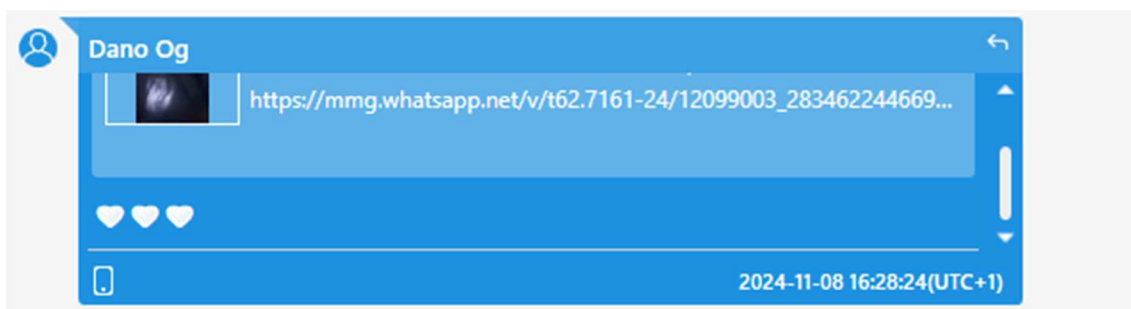 Dano Og
https://mmg.whatsapp.net/v/t62.7161-24/12099003_283462244669...
🤍🤍🤍
2024-11-08 16:28:24(UTC+1)